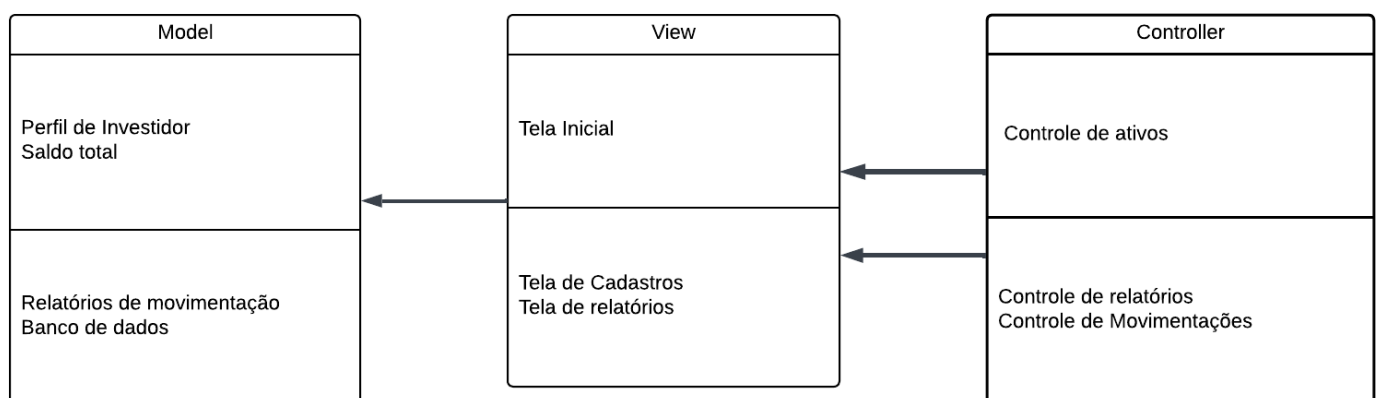 Model
Perfil de Investidor
Saldo total
Relatórios de movimentação
Banco de dados
View
Tela Inicial
Tela de Cadastros
Tela de relatórios
Controller
Controle de ativos
Controle de relatórios
Controle de Movimentações